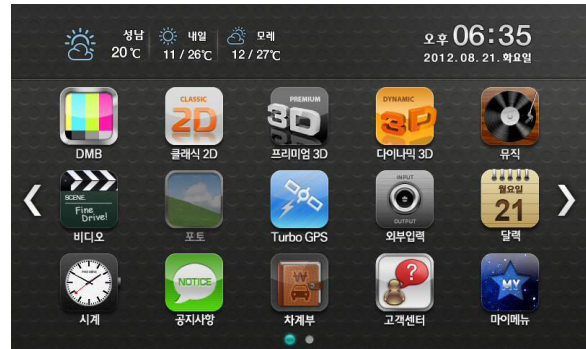 성남 내일 모레
20℃ 11 / 26℃ 12 / 27℃
오후 06:35
2012. 08. 21. 화요일
CLASSIC 2D
PREMIUM 3D
DYNAMIC 3D
DMB 클래식 2D 프리미엄 3D 다이나믹 3D 뮤직
SCENE.
Fine Drive!
INPUT
OUTPUT
월요일
21
비디오 포토 Turbo GPS 외부입력 달력
FINE DRIVE
NOTICE
W
?
MY
시계 공지사항 차계부 고객센터 마이메뉴